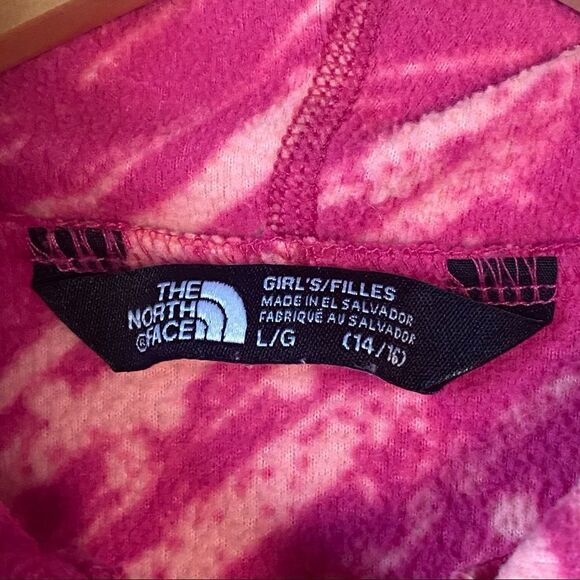 THE
NORTH
FACE
®
GIRL'S/FILLES
MADE IN EL SALVADOR
FABRIQUÉ AU SALVADOR
L/G (14/16)